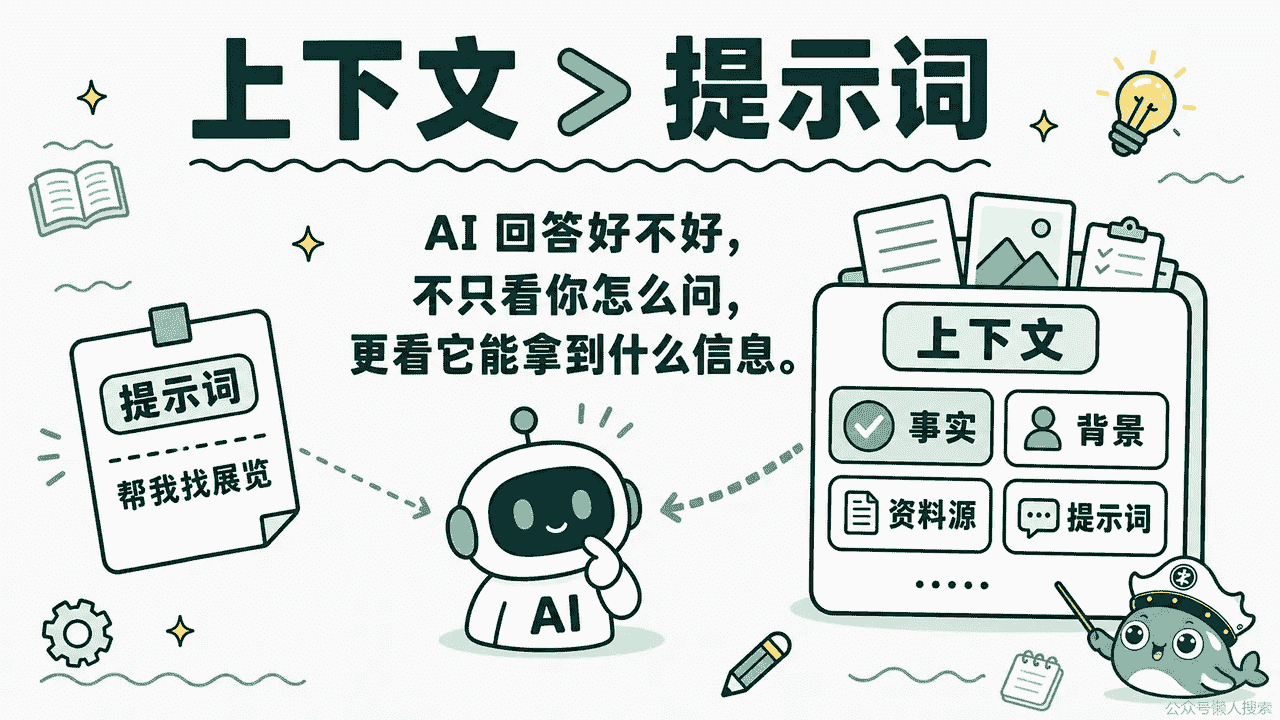 上下文 > 提示词
AI 回答好不好，
不只看你怎么问，
更看它能拿到什么信息。
提示词
帮我找展览
AI
上下文
事实
背景
资料源
提示词
……
公众号懒人搜索